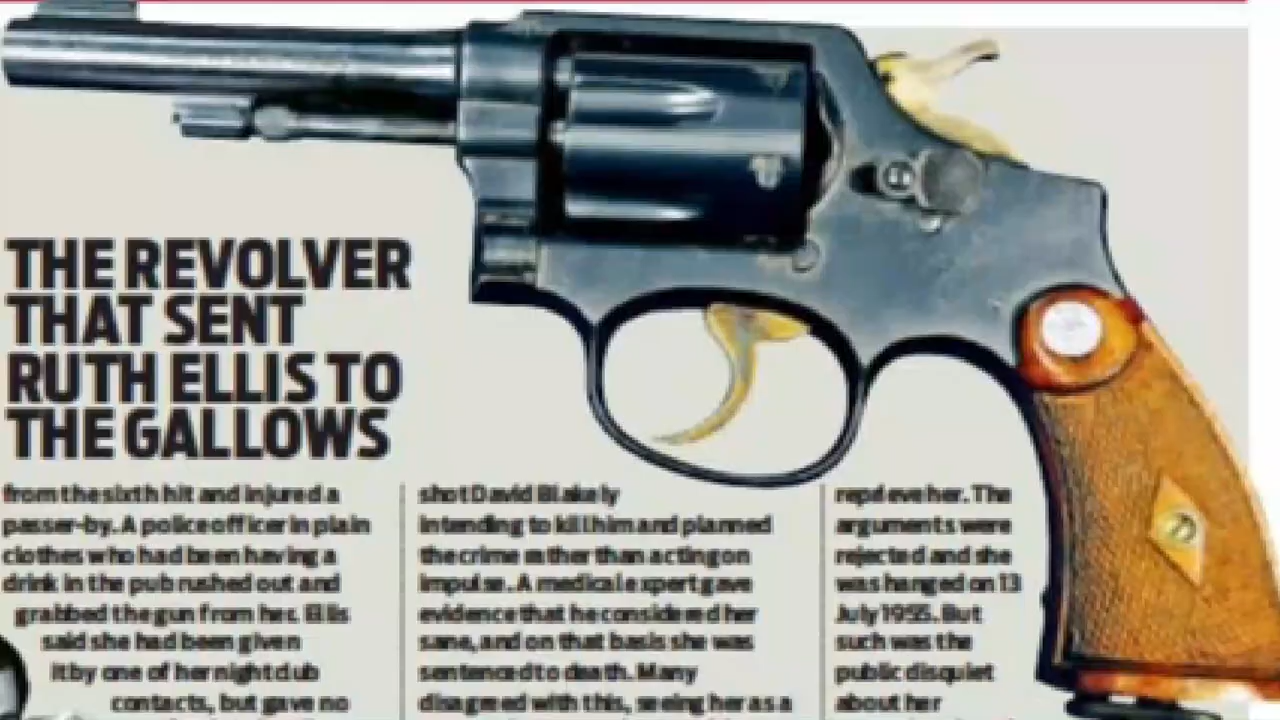 THE REVOLVER
THAT SENT
RUTH ELLIS TO
THE GALLOWS
from the sixth hit and injured a
passer-by. A police officer in plain
clothes who had been having a
drink in the pub rushed out and
grabbed the gun from her. Ellis
said she had been given
it by one of her nightclub
contacts, but gave no
shot David Blakely
intending to kill him and planned
the crime rather than acting on
impulse. A medical expert gave
evidence that he considered her
sane, and on that basis she was
sentenced to death. Many
disagreed with this, seeing her as a
reprieve her. The
arguments were
rejected and she
was hanged on 13
July 1955. But
such was the
public disquiet
about her